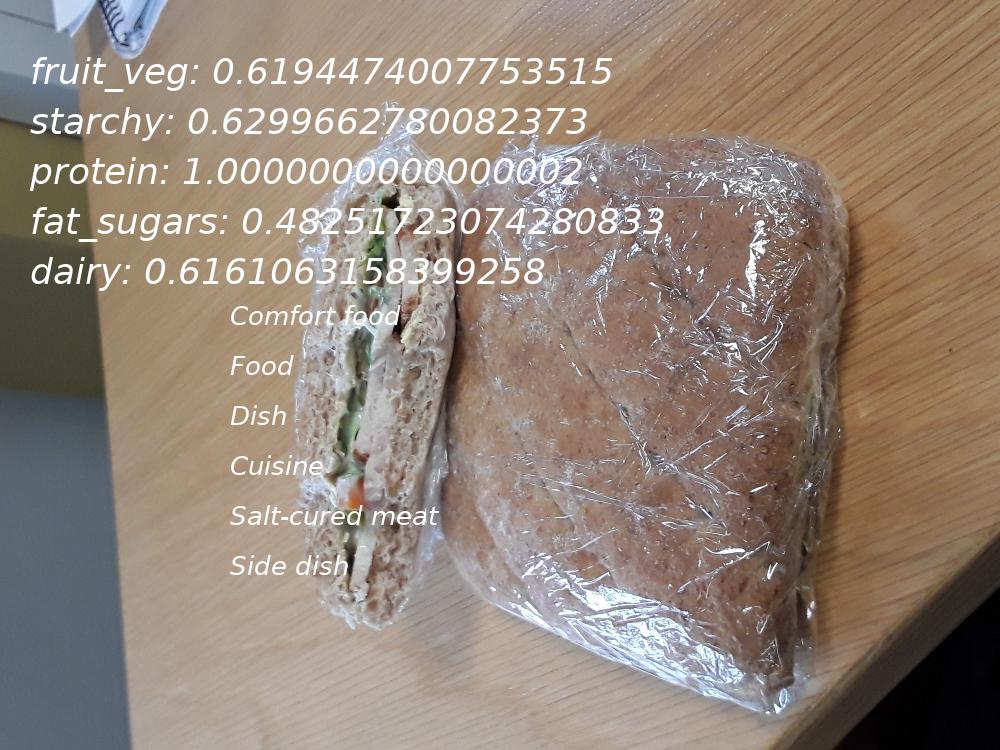 fruit_veg: 0.6194474007753515
starchy: 0.6299662780082373
protein: 1.0000000000000002
fat_sugars: 0.48251723074280833
dairy: 0.6161063158399258
Comfort food
Food
Dish
Cuisine
Salt-cured meat
Side dish